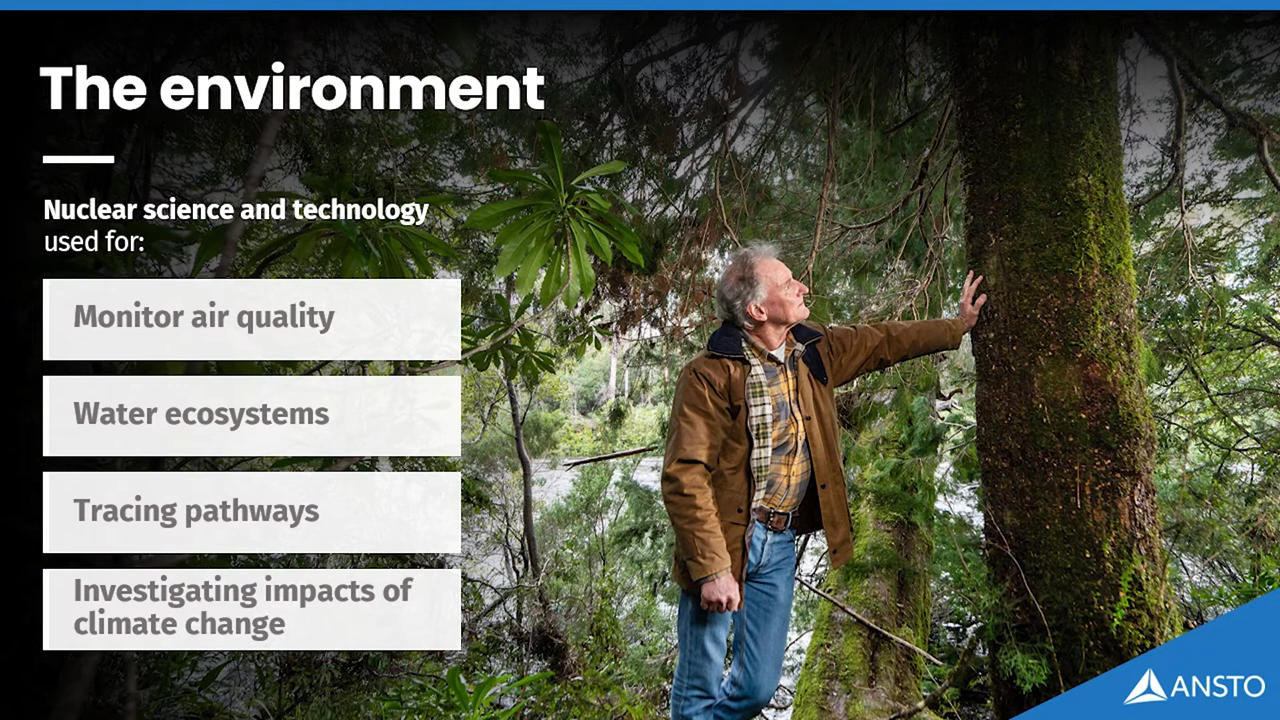 The environment
Nuclear science and technology
used for:
Monitor air quality
Water ecosystems
Tracing pathways
Investigating impacts of
climate change
ANSTO